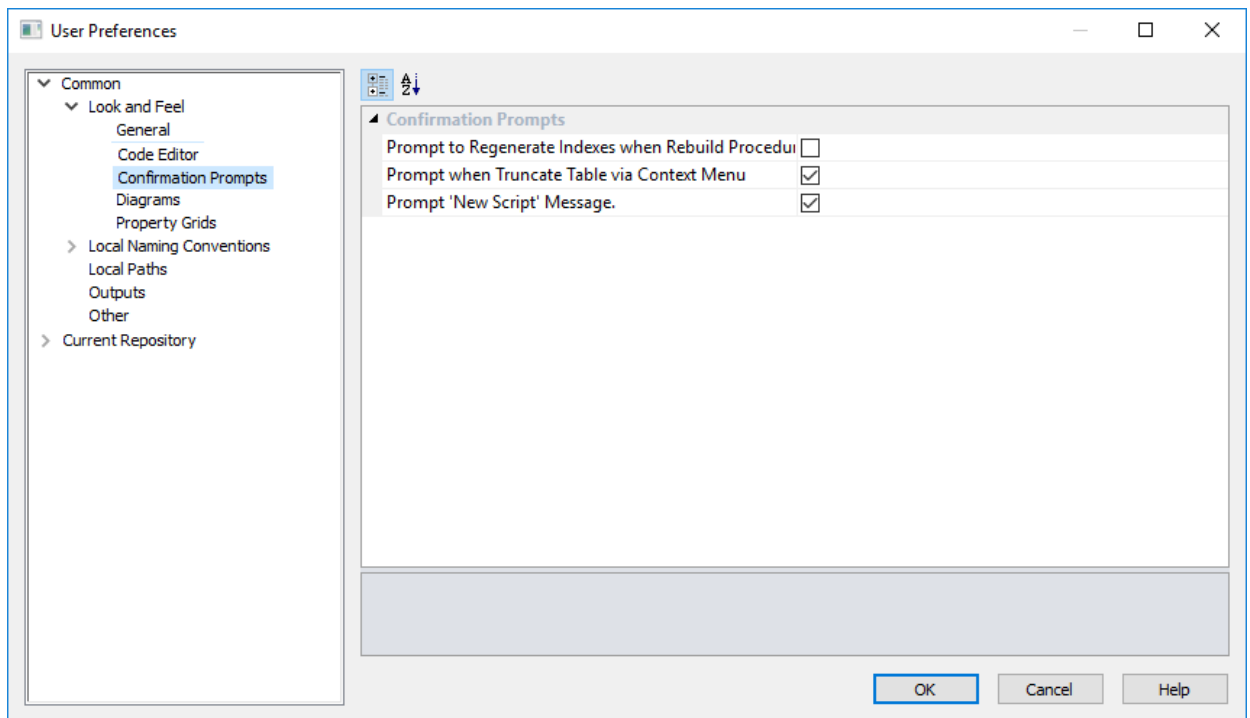 User Preferences
Common
Look and Feel
General
Code Editor
Confirmation Prompts
Diagrams
Property Grids
Local Naming Conventions
Local Paths
Outputs
Other
Current Repository
Confirmation Prompts
Prompt to Regenerate Indexes when Rebuild Procedur
Prompt when Truncate Table via Context Menu
Prompt 'New Script' Message.
OK
Cancel
Help